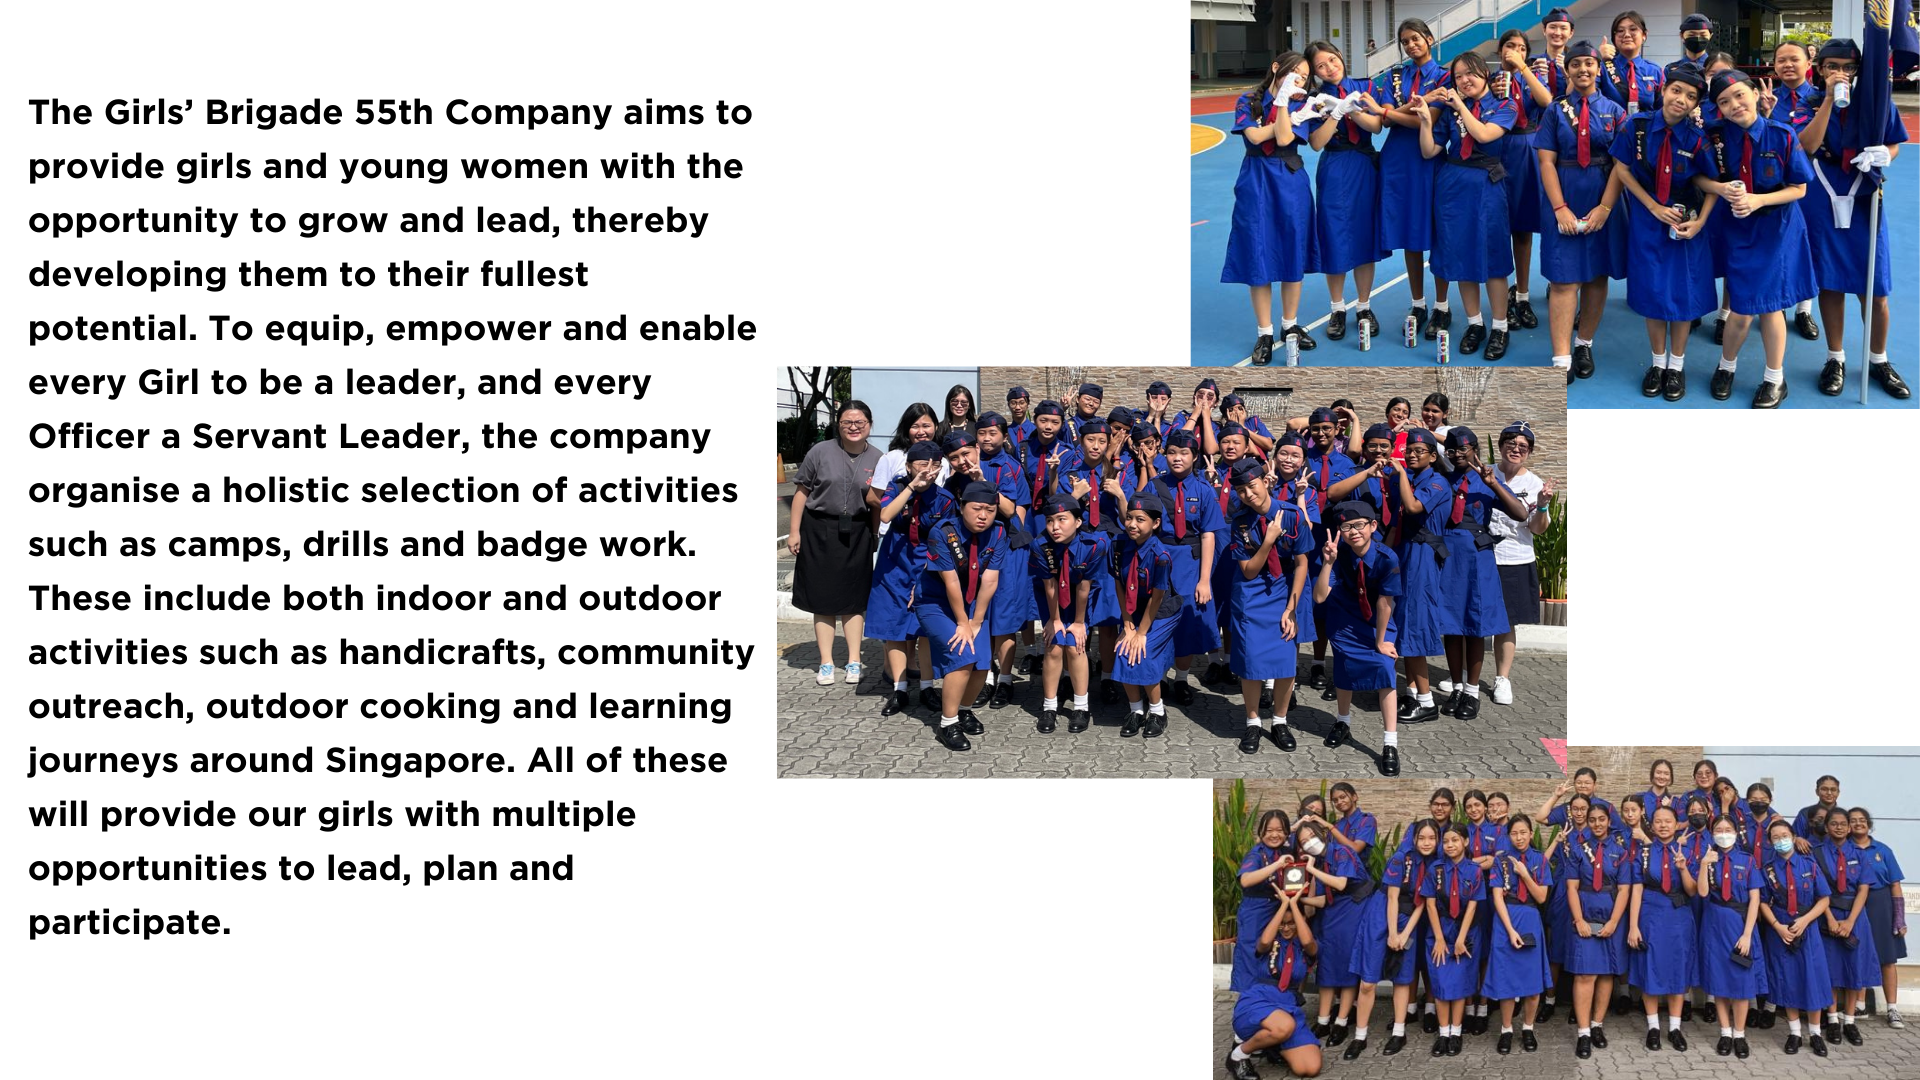 The Girls’ Brigade 55th Company aims to
provide girls and young women with the
opportunity to grow and lead, thereby
developing them to their fullest
potential. To equip, empower and enable
every Girl to be a leader, and every
Officer a Servant Leader, the company
organise a holistic selection of activities
such as camps, drills and badge work.
These include both indoor and outdoor
activities such as handicrafts, community
outreach, outdoor cooking and learning
journeys around Singapore. All of these
will provide our girls with multiple
opportunities to lead, plan and
participate.